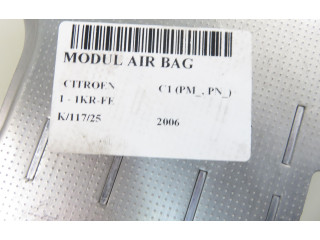 MODUL AIR BAG
CITROEN C1 (PM_, PN_)
1 - 1KR-FE
K/117/25 2006